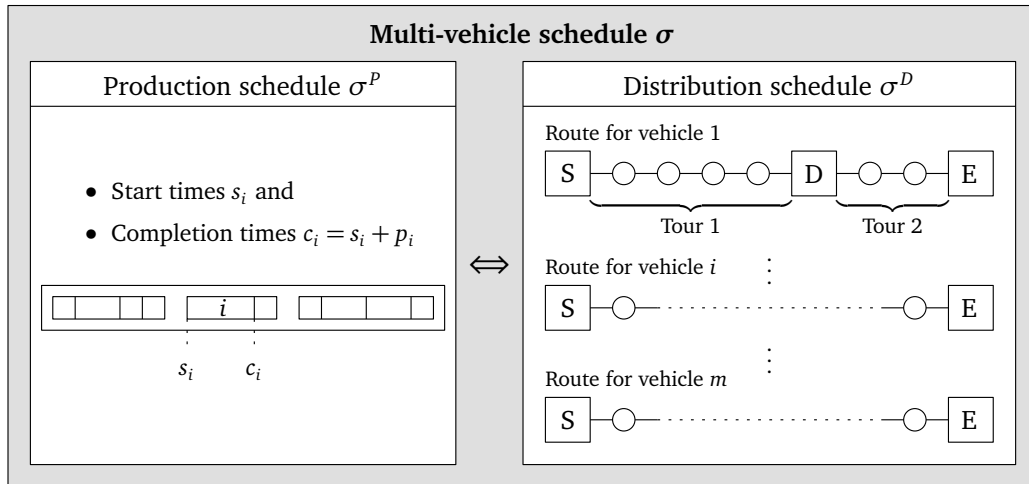 Multi-vehicle schedule σ
Production schedule σ^P
• Start times s_i and
• Completion times c_i = s_i + p_i
i
s_i c_i
⇔
Distribution schedule σ^D
Route for vehicle 1
S D E
Tour 1 Tour 2
Route for vehicle i
S E
Route for vehicle m
S E